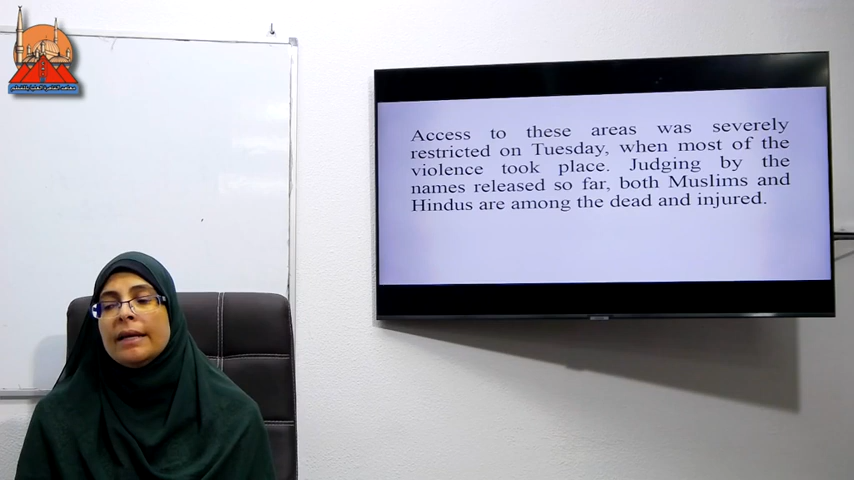 Access to these areas was severely
restricted on Tuesday, when most of the
violence took place. Judging by the
names released so far, both Muslims and
Hindus are among the dead and injured.